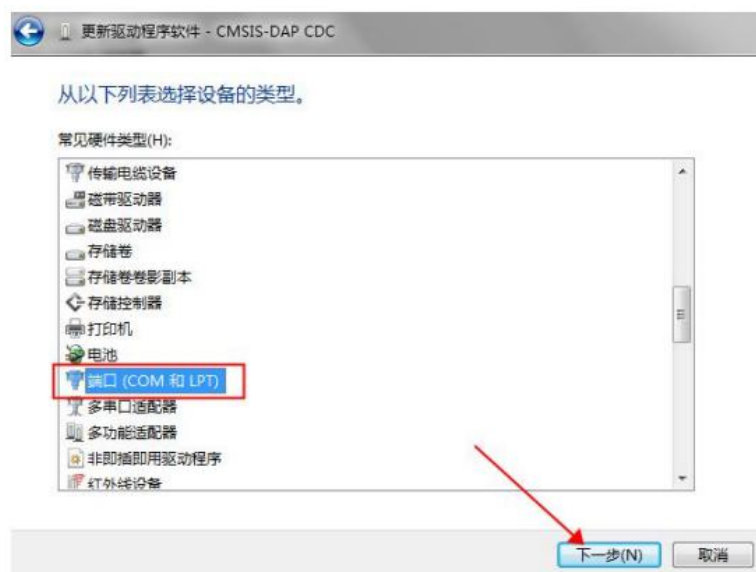 更新驱动程序软件 - CMSIS-DAP CDC
从以下列表选择设备的类型。
常见硬件类型(H):
传输电缆设备
磁带驱动器
磁盘驱动器
存储卷
存储卷卷影副本
存储控制器
打印机
电池
端口 (COM 和 LPT)
多串口适配器
多功能适配器
非即插即用驱动程序
红外线设备
下一步(N) 取消